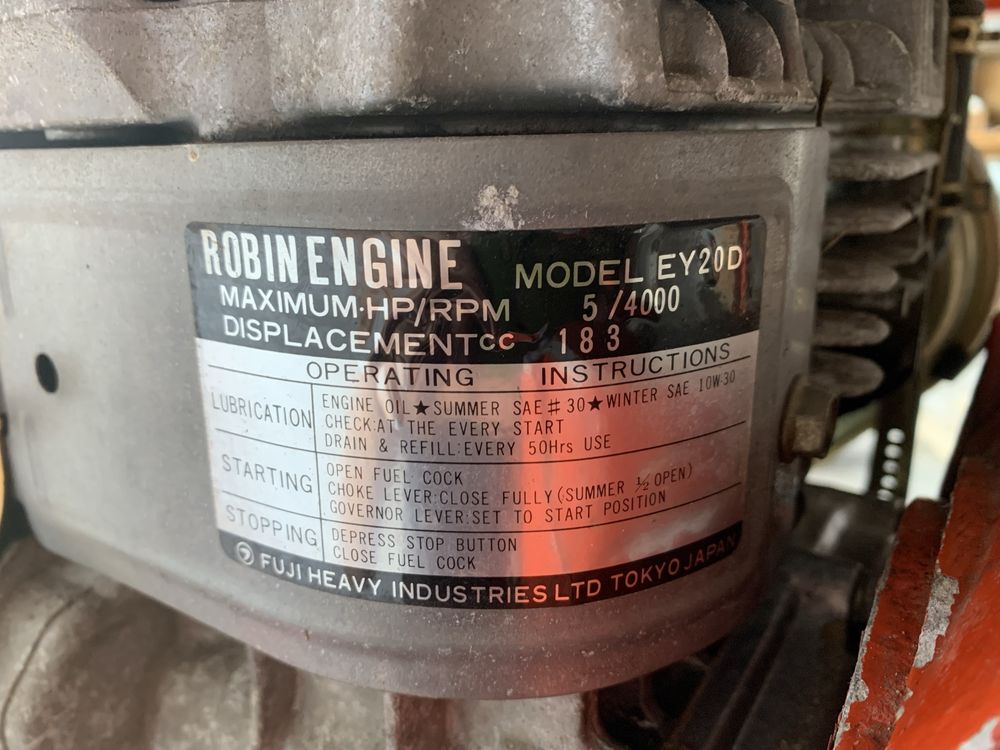 ROBIN ENGINE MODEL EY20D
MAXIMUM·HP/RPM 5/4000
DISPLACEMENT CC 183
OPERATING INSTRUCTIONS
LUBRICATION
ENGINE OIL★SUMMER SAE#30★WINTER SAE 10W-30
CHECK:AT THE EVERY START
DRAIN & REFILL:EVERY 50Hrs USE
STARTING
OPEN FUEL COCK
CHOKE LEVER:CLOSE FULLY(SUMMER ½ OPEN)
GOVERNOR LEVER:SET TO START POSITION
STOPPING
DEPRESS STOP BUTTON
CLOSE FUEL COCK
FUJI HEAVY INDUSTRIES LTD TOKYO JAPAN